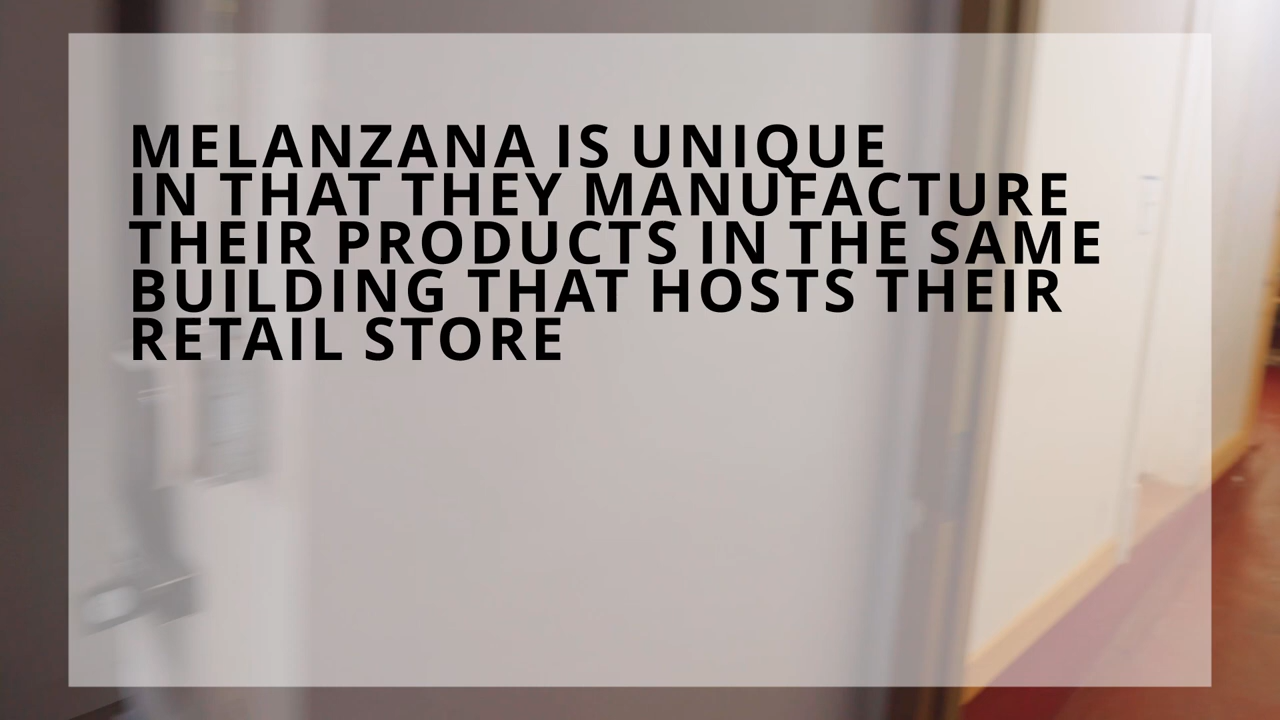 MELANZANA IS UNIQUE
IN THAT THEY MANUFACTURE
THEIR PRODUCTS IN THE SAME
BUILDING THAT HOSTS THEIR
RETAIL STORE